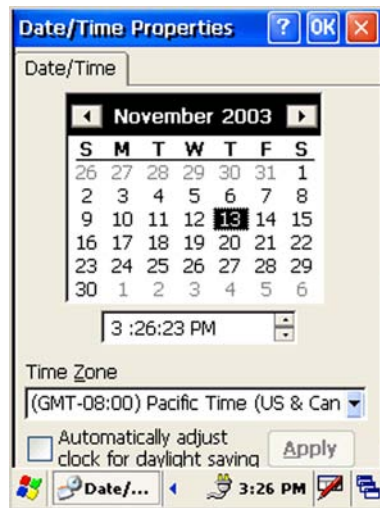 Date/Time Properties ? OK ×
Date/Time
November 2003
S M T W T F S
26 27 28 29 30 31 1
2 3 4 5 6 7 8
9 10 11 12 13 14 15
16 17 18 19 20 21 22
23 24 25 26 27 28 29
30 1 2 3 4 5 6
3 :26:23 PM
Time Zone
(GMT-08:00) Pacific Time (US & Can
Automatically adjust
clock for daylight saving
Apply
Date/... 3:26 PM